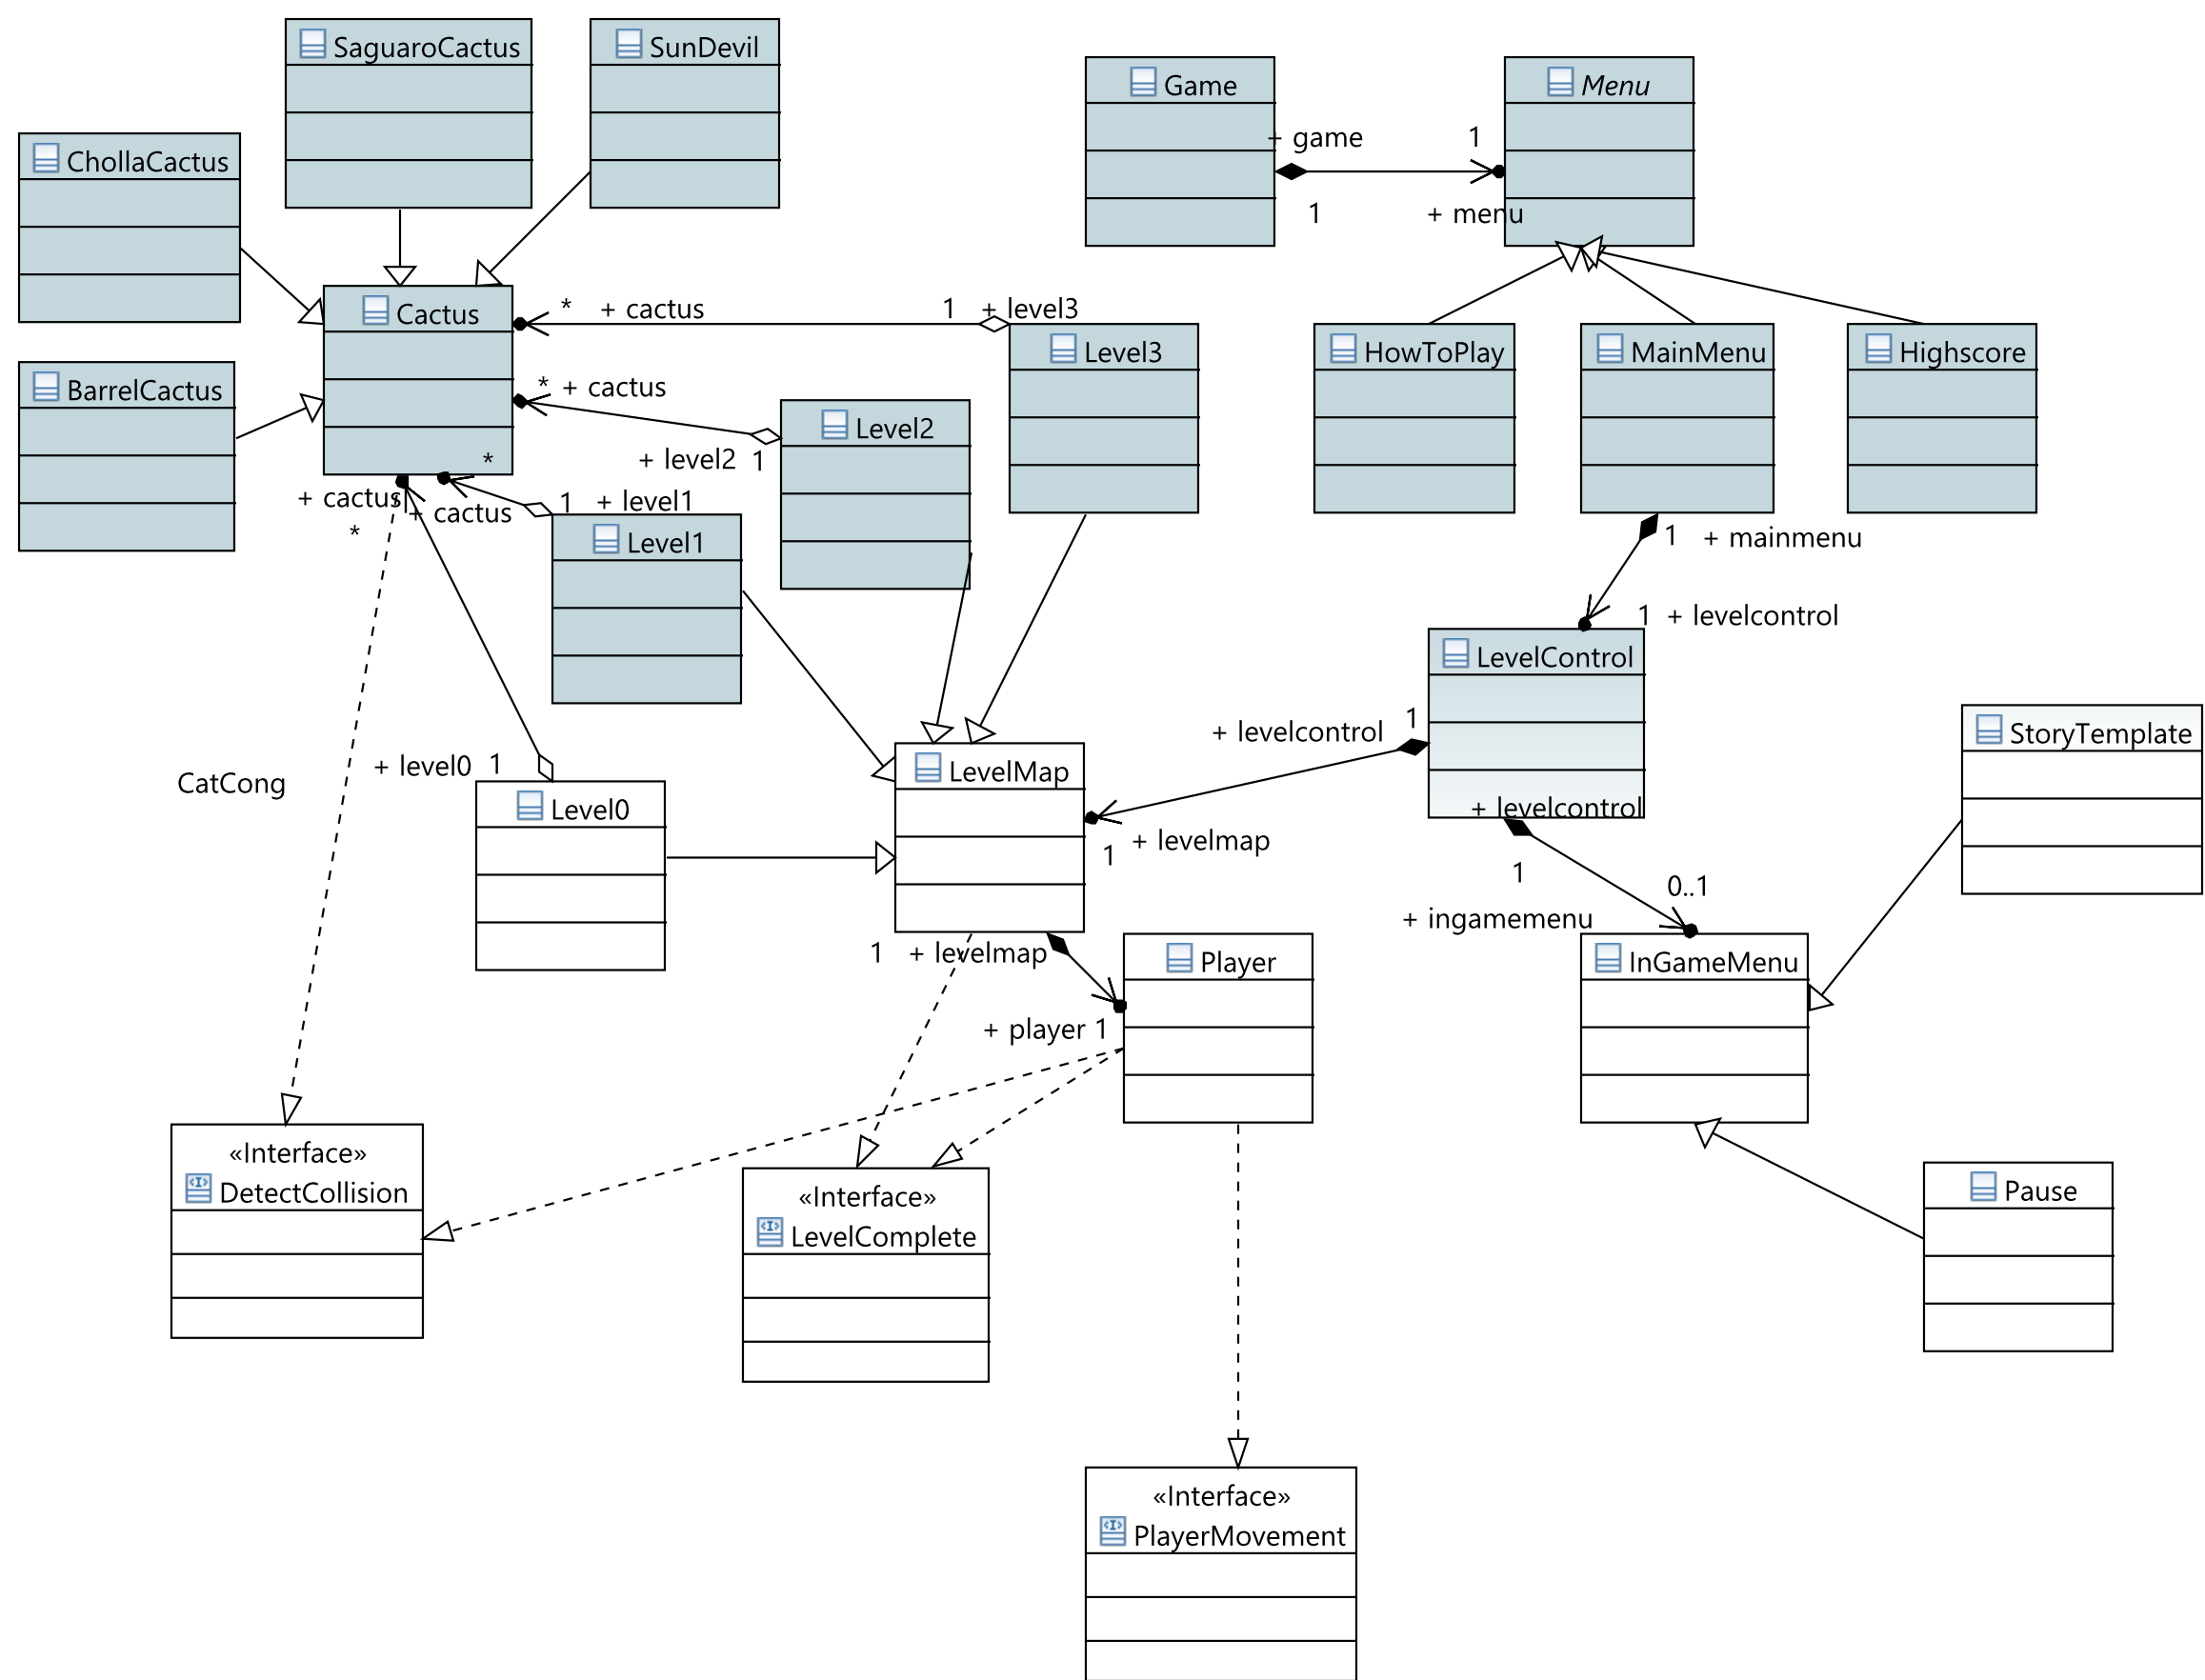 SaguaroCactus
SunDevil
Game
Menu
+ game
1
1
+ menu
ChollaCactus
Cactus
* + cactus
1 + level3
Level3
HowToPlay
MainMenu
Highscore
BarrelCactus
* + cactus
Level2
+ level2 1
*
+ cactus
+ cactus
*
1 + level1
Level1
1 + mainmenu
1 + levelcontrol
LevelControl
+ levelcontrol 1
StoryTemplate
CatCong
+ level0 1
Level0
LevelMap
+ levelmap
1
+ levelcontrol
1
0..1
+ ingamemenu
1 + levelmap
Player
InGameMenu
+ player 1
«Interface»
DetectCollision
«Interface»
LevelComplete
Pause
«Interface»
PlayerMovement